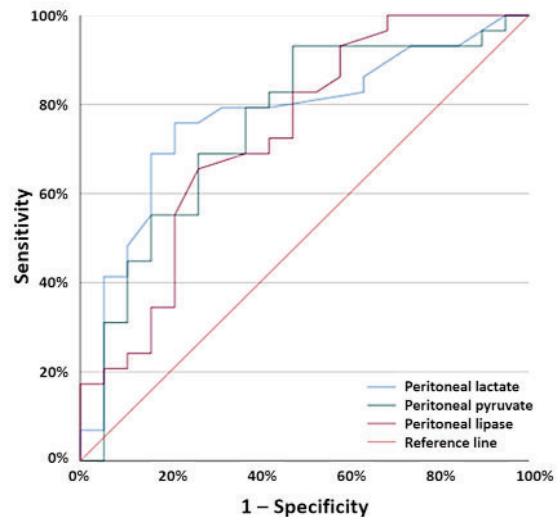 100%
80%
60%
40%
20%
0%
Sensitivity
0%
20%
40%
60%
80%
100%
1 – Specificity
Peritoneal lactate
Peritoneal pyruvate
Peritoneal lipase
Reference line